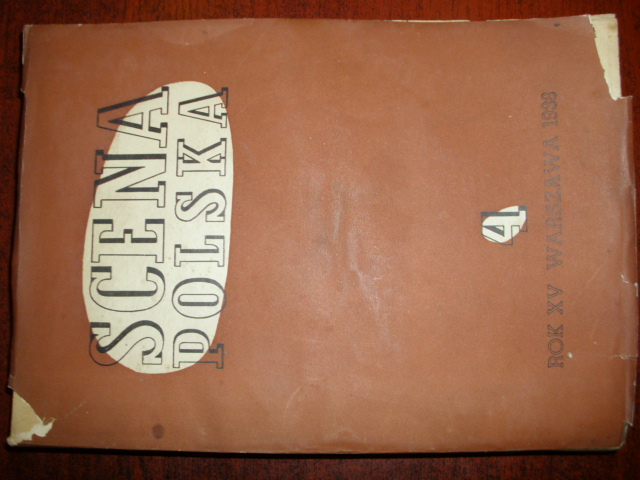 SCENA
POLSKA
4
ROK XV WARSZAWA 1938